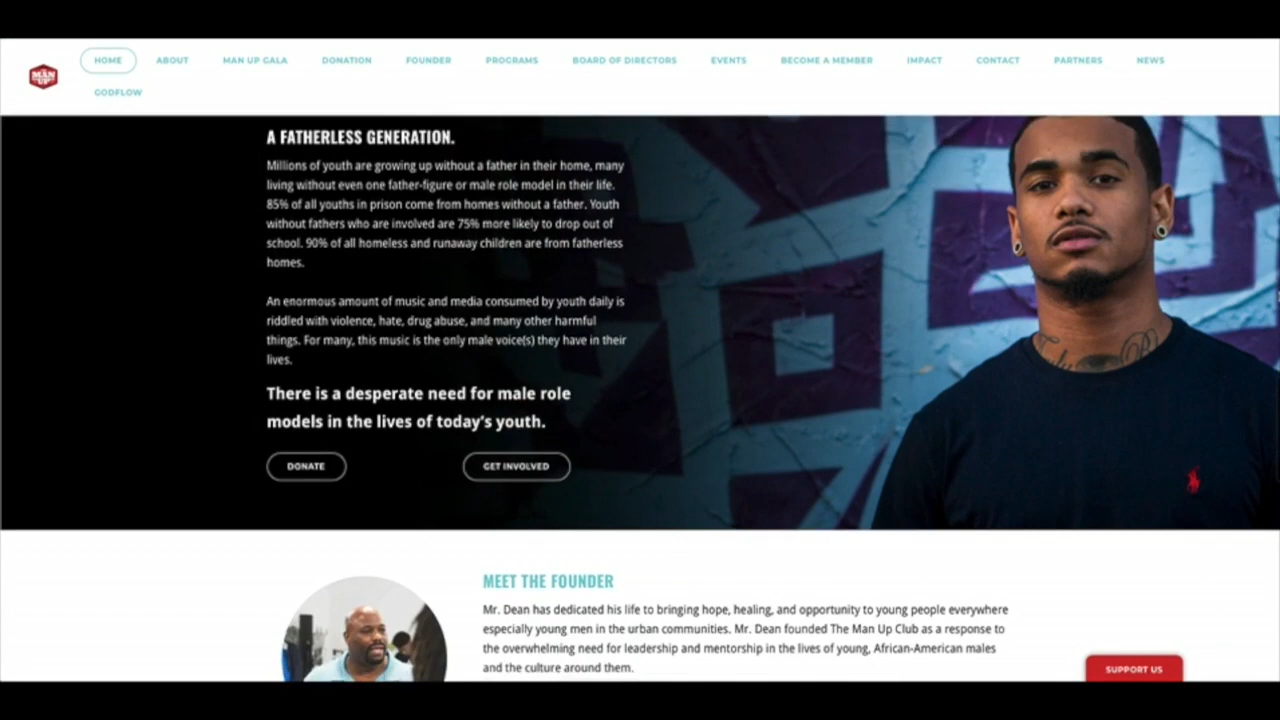 MAN UP
HOME ABOUT MAN UP GALA DONATION FOUNDER PROGRAMS BOARD OF DIRECTORS EVENTS BECOME A MEMBER IMPACT CONTACT PARTNERS NEWS
GODFLOW
A FATHERLESS GENERATION.
Millions of youth are growing up without a father in their home, many
living without even one father-figure or male role model in their life.
85% of all youths in prison come from homes without a father. Youth
without fathers who are involved are 75% more likely to drop out of
school. 90% of all homeless and runaway children are from fatherless
homes.
An enormous amount of music and media consumed by youth daily is
riddled with violence, hate, drug abuse, and many other harmful
things. For many, this music is the only male voice(s) they have in their
lives.
There is a desperate need for male role
models in the lives of today's youth.
DONATE GET INVOLVED
MEET THE FOUNDER
Mr. Dean has dedicated his life to bringing hope, healing, and opportunity to young people everywhere
especially young men in the urban communities. Mr. Dean founded The Man Up Club as a response to
the overwhelming need for leadership and mentorship in the lives of young, African-American males
and the culture around them.
SUPPORT US